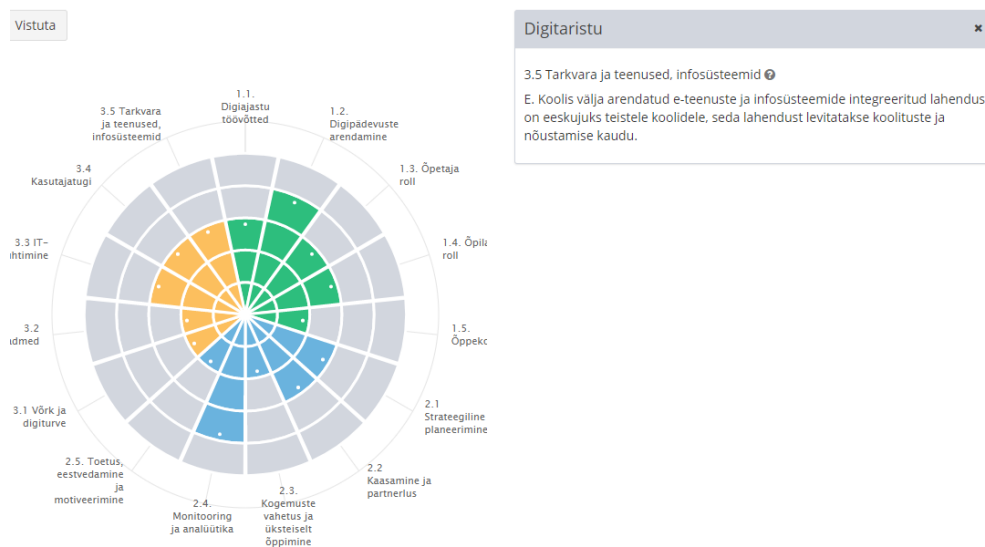 Vistuta
Digitaristu
3.5 Tarkvara ja teenused, infosüsteemid
E. Koolis välja arendatud e-teenuste ja infosüsteemide integreeritud lahendus
on eeskujuks teistele koolidele, seda lahendust levitatakse koolituste ja
nõustamise kaudu.
1.1.
Digiajastu
töövõtted
1.2.
Digipädevuste
arendamine
1.3. Õpetaja
roll
1.4.
roll
1.5.
2.1
Strateegiline
planeerimine
2.2
Kaasamine ja
partnerlus
2.3.
Kogemuste
vahetus ja
üksteiselt
õppimine
2.4.
Monitooring
ja analüütika
2.5. Toetus,
eestvedamine
ja
motiveerimine
3.1 Võrk ja
digiturve
3.2
3.3 IT-
3.4
Kasutajatugi
3.5 Tarkvara
ja teenused,
infosüsteemid